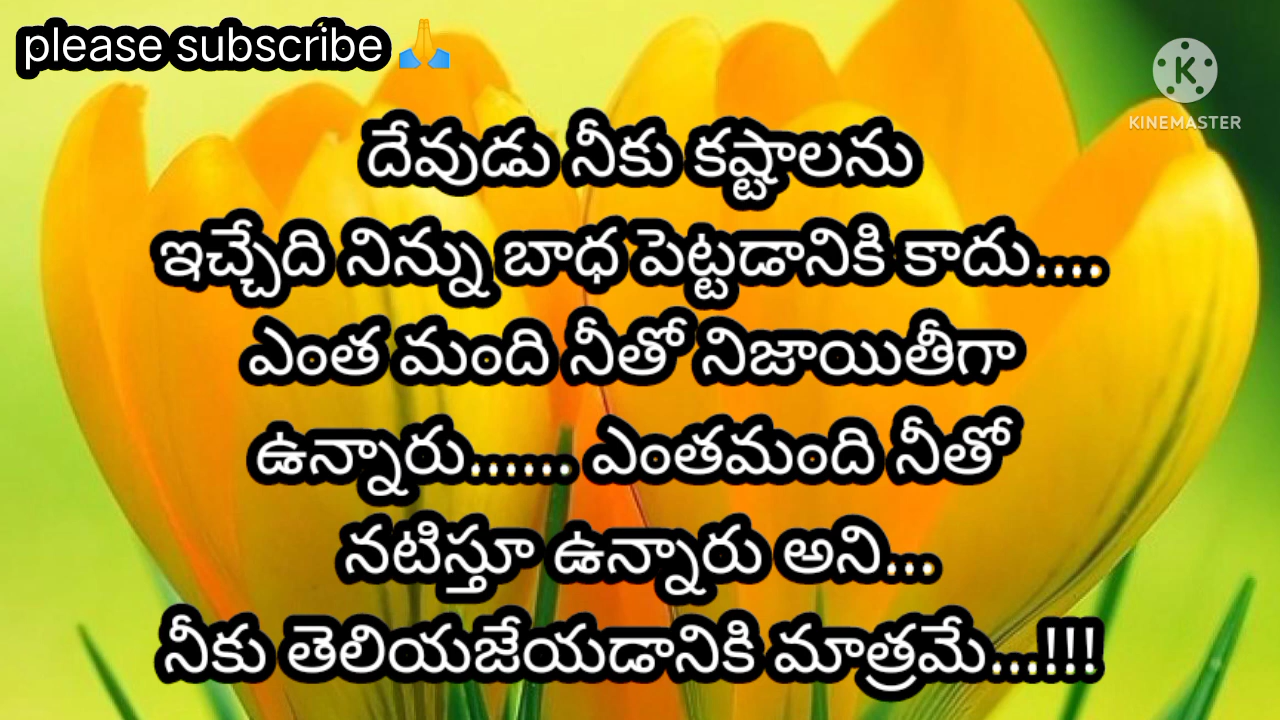 please subscribe 🙏
KINEMASTER
దేవుడు నీకు కష్టాలను
ఇచ్చేది నిన్ను బాధ పెట్టడానికి కాదు....
ఎంత మంది నీతో నిజాయితీగా
ఉన్నారు...... ఎంతమంది నీతో
నటిస్తూ ఉన్నారు అని...
నీకు తెలియజేయడానికి మాత్రమే...!!!